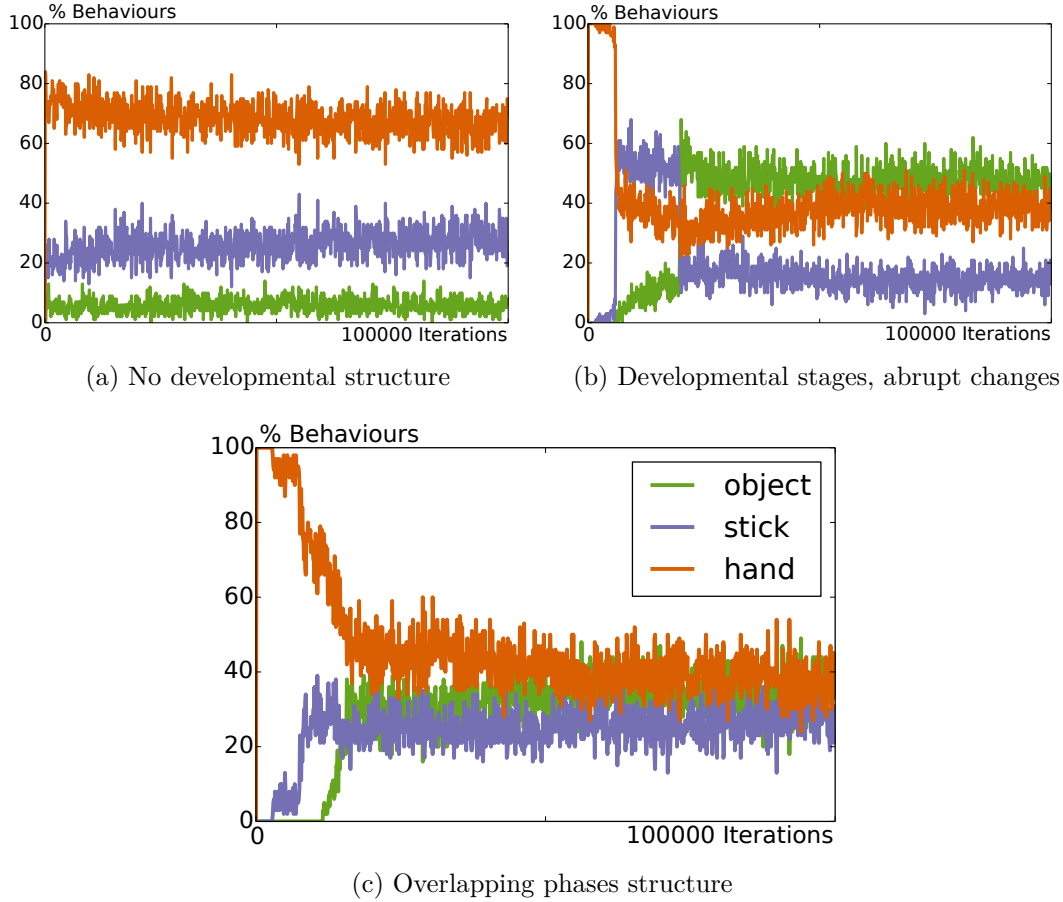 % Behaviours
100
80
60
40
20
0
0
100000 Iterations
(a) No developmental structure
% Behaviours
100
80
60
40
20
0
0
100000 Iterations
(b) Developmental stages, abrupt changes
% Behaviours
100
80
60
40
20
0
0
100000 Iterations
object
stick
hand
(c) Overlapping phases structure